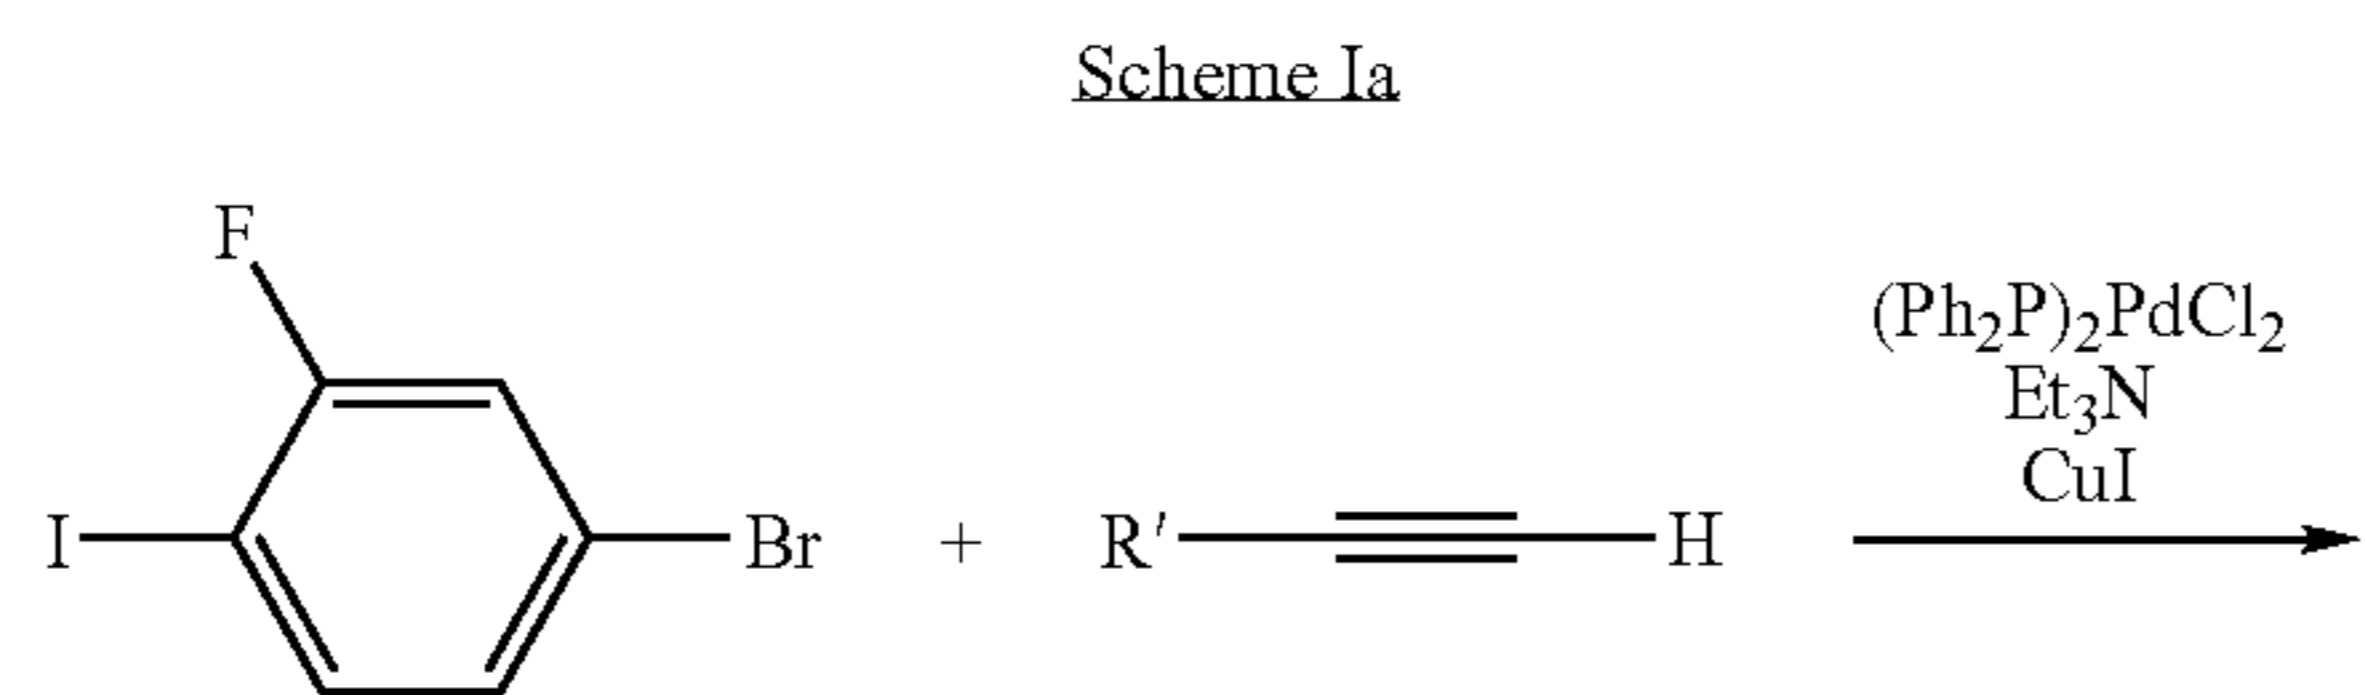 Scheme Ia
F
(Ph₂P)₂PdCl₂
Et₃N
CuI
I Br + R′ H